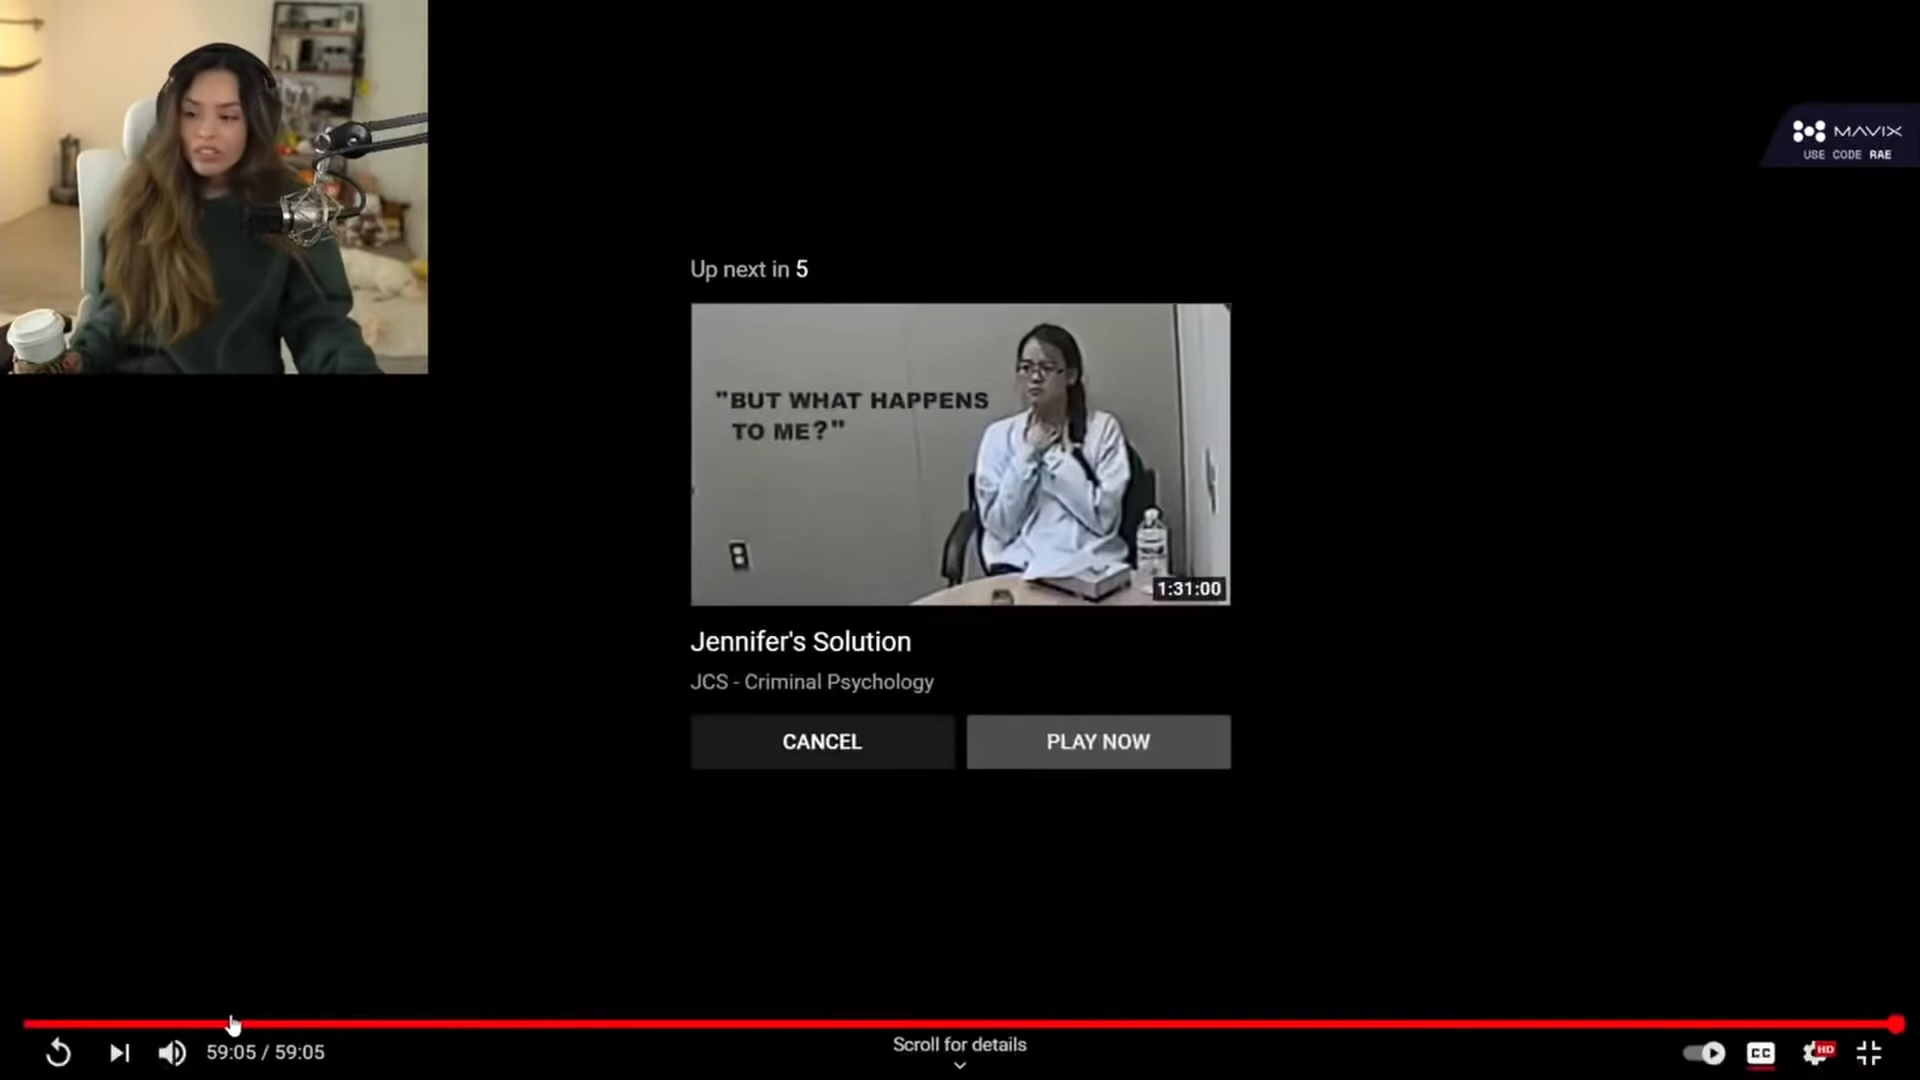 MAVIX
USE CODE RAE
Up next in 5
"BUT WHAT HAPPENS
TO ME?"
1:31:00
Jennifer's Solution
JCS - Criminal Psychology
CANCEL
PLAY NOW
59:05 / 59:05
Scroll for details
CC
HD